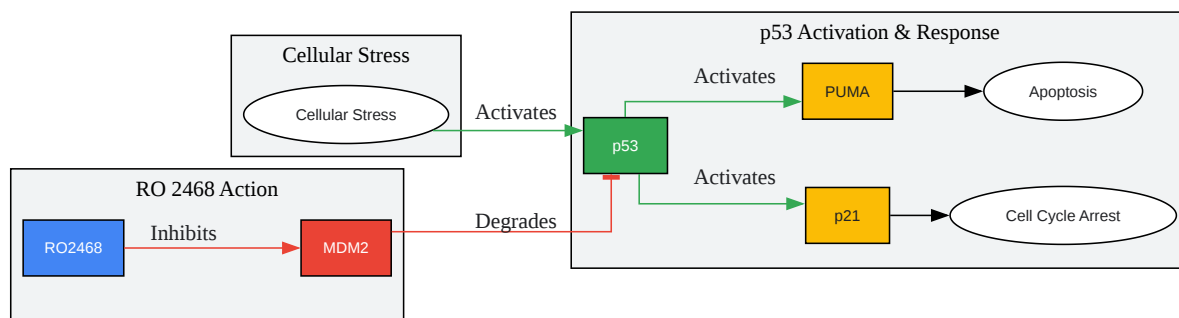 Cellular Stress
Cellular Stress
Activates
RO 2468 Action
RO2468
Inhibits
MDM2
Degrades
p53 Activation & Response
p53
Activates
PUMA
Apoptosis
Activates
p21
Cell Cycle Arrest